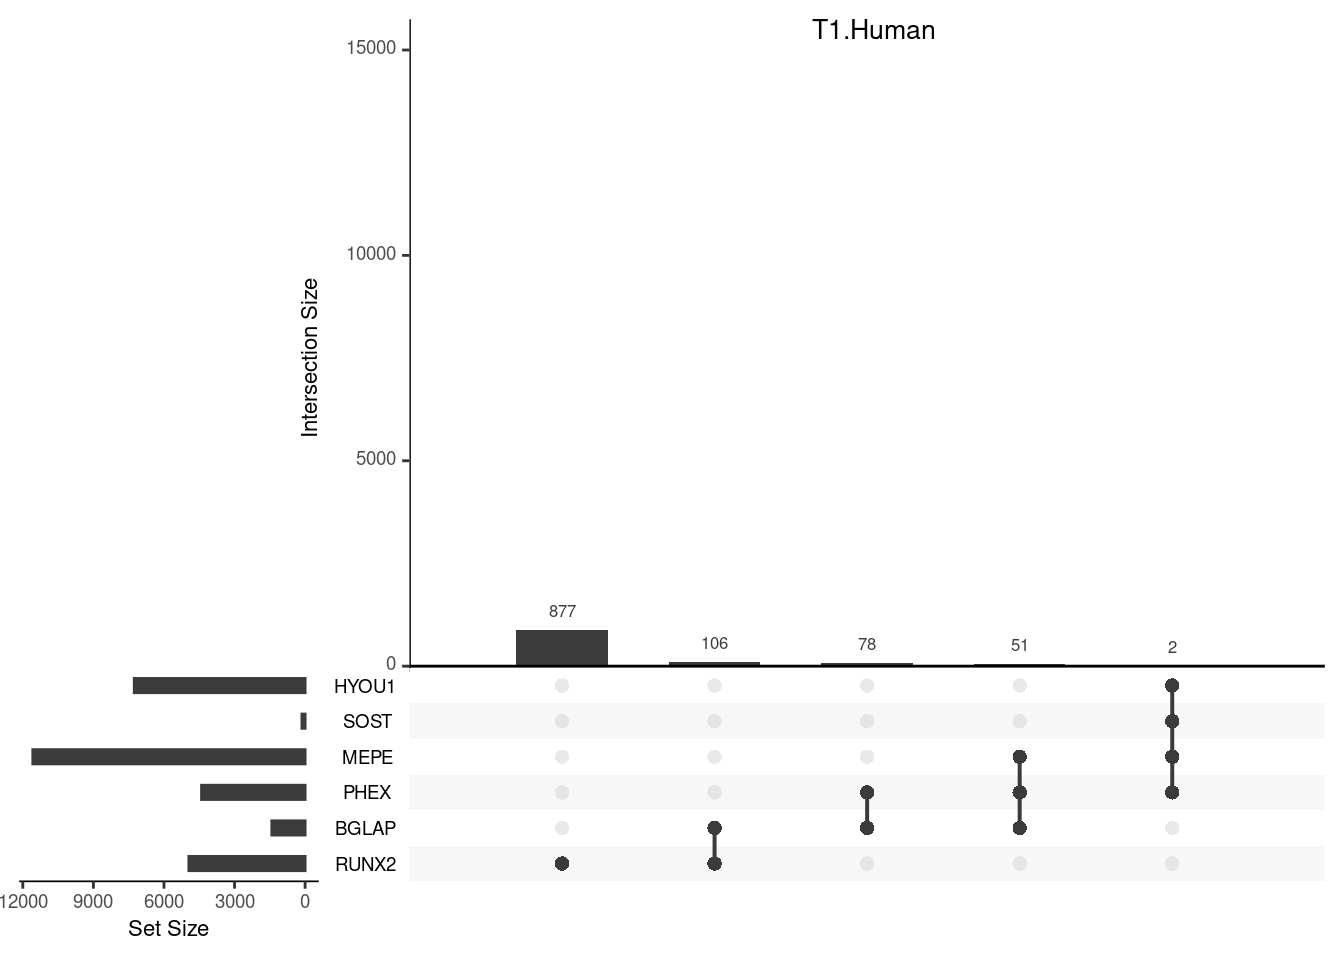 T1.Human
15000
10000
5000
0
Intersection Size
877
106
78
51
2
HYOU1
SOST
MEPE
PHEX
BGLAP
RUNX2
12000 9000 6000 3000 0
Set Size